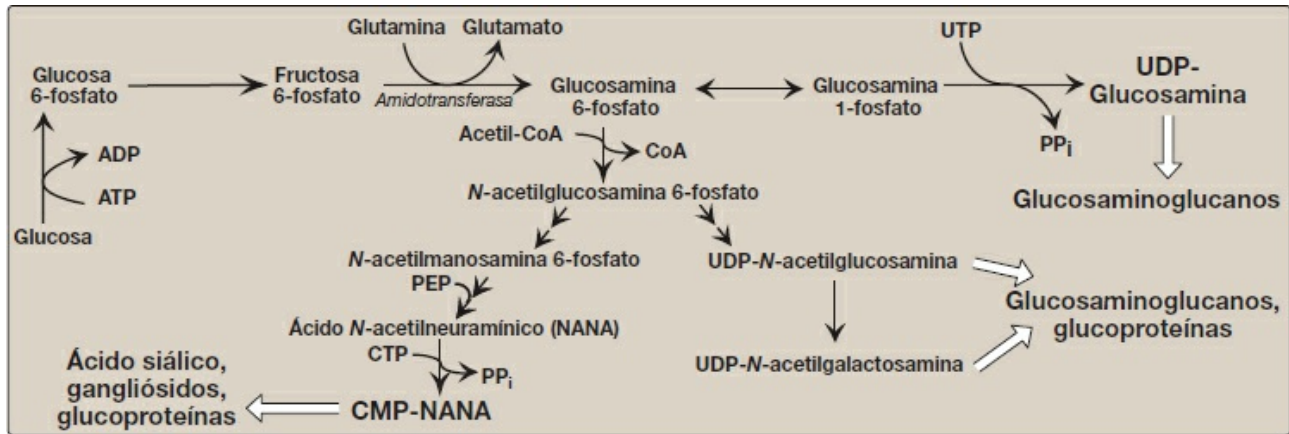 Glutamina
Glutamato
UTP
Glucosa
6-fosfato
Fructosa
6-fosfato
Amidotransferasa
Glucosamina
6-fosfato
Glucosamina
1-fosfato
UDP-
Glucosamina
ADP
ATP
Glucosa
Acetil-CoA
CoA
PPi
N-acetilglucosamina 6-fosfato
Glucosaminoglucanos
N-acetilmanosamina 6-fosfato
UDP-N-acetilglucosamina
PEP
Glucosaminoglucanos,
glucoproteínas
Ácido N-acetilneuramínico (NANA)
CTP
PPi
UDP-N-acetilgalactosamina
Ácido siálico,
gangliósidos,
glucoproteínas
CMP-NANA